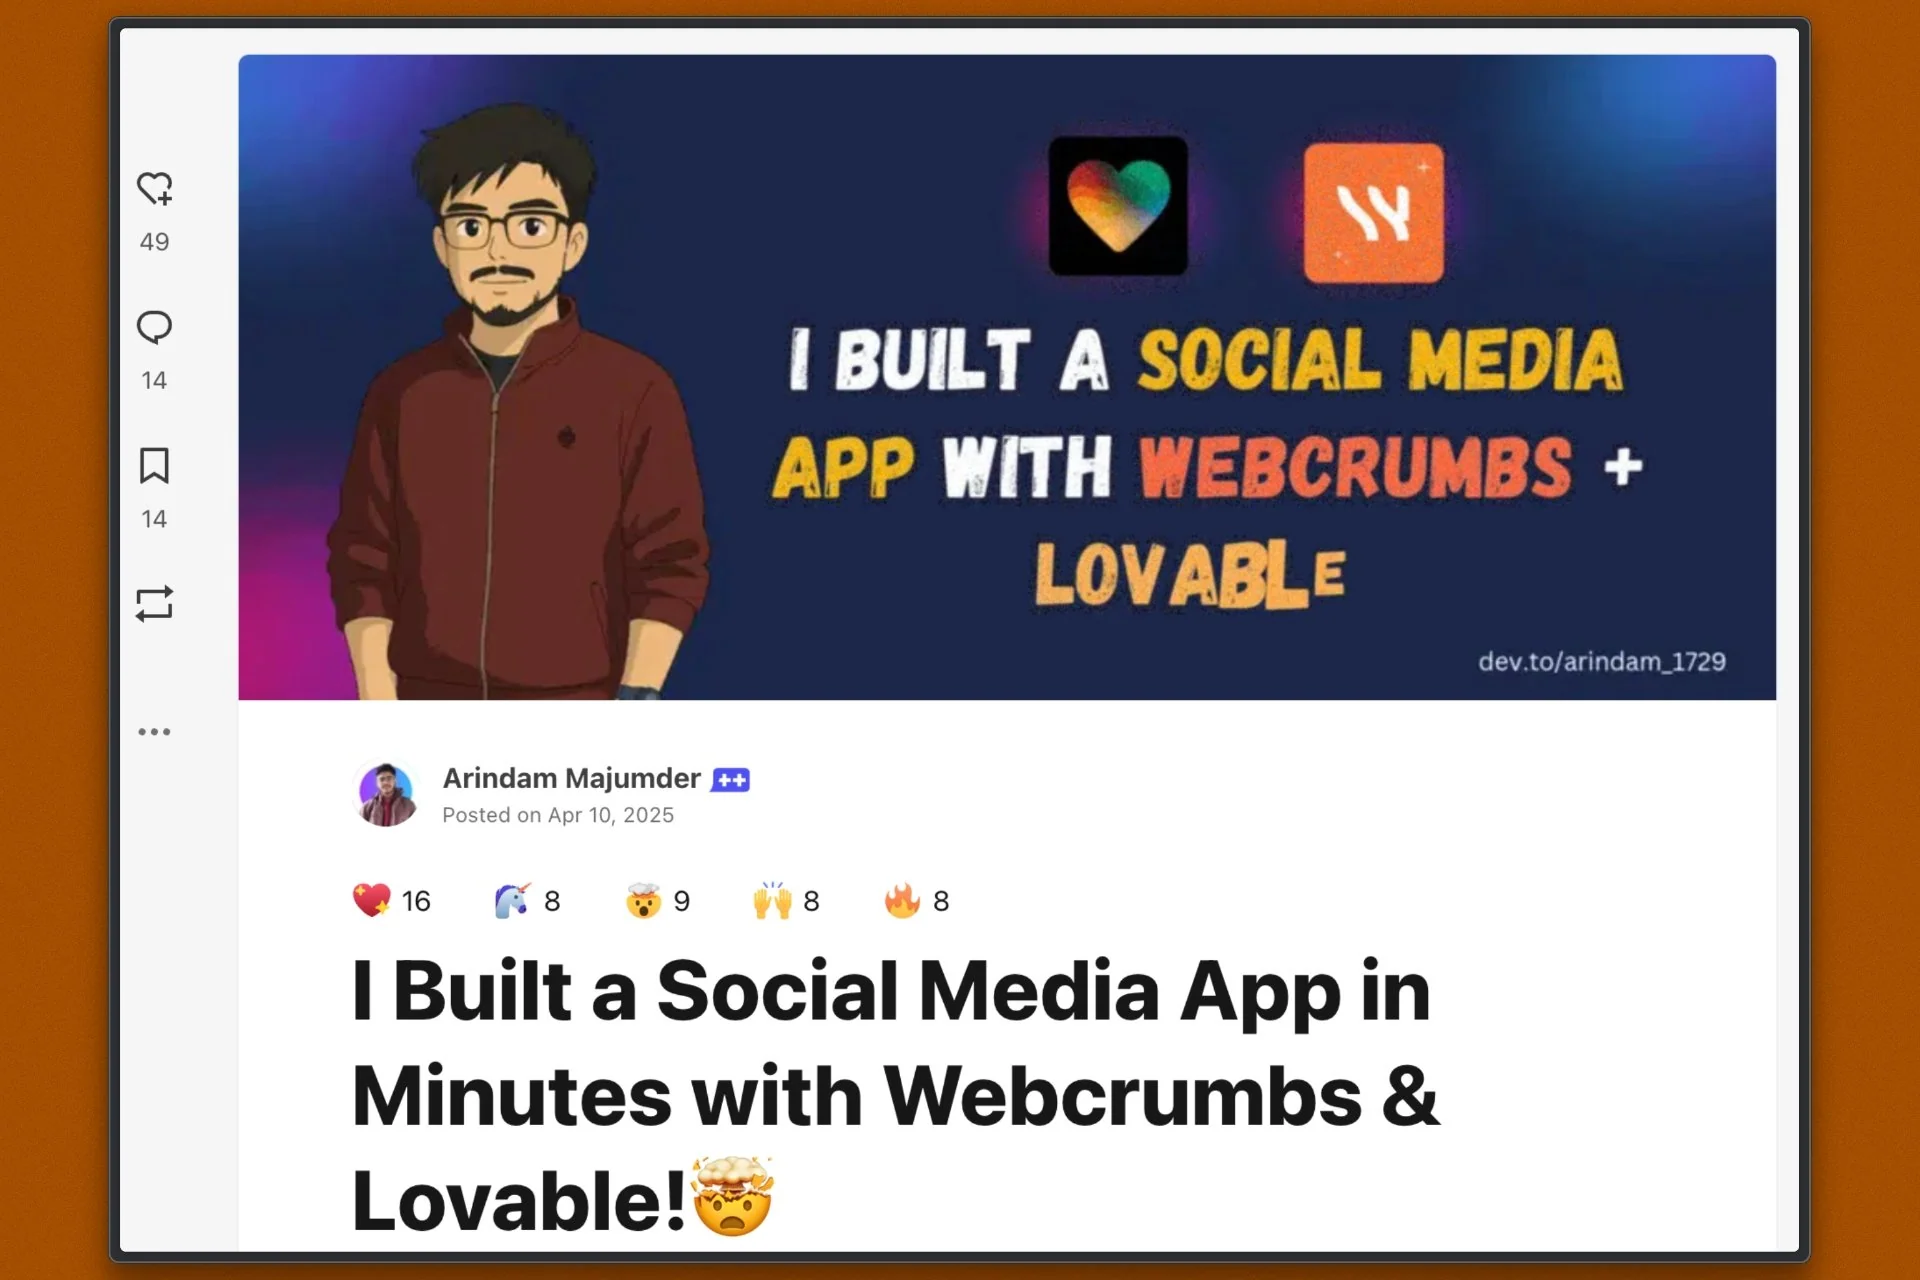 49
14
14
I BUILT A SOCIAL MEDIA
APP WITH WEBCRUMBS +
LOVABLE
dev.to/arindam_1729
Arindam Majumder ++
Posted on Apr 10, 2025
16 8 9 8 8
I Built a Social Media App in
Minutes with Webcrumbs &
Lovable!🤯